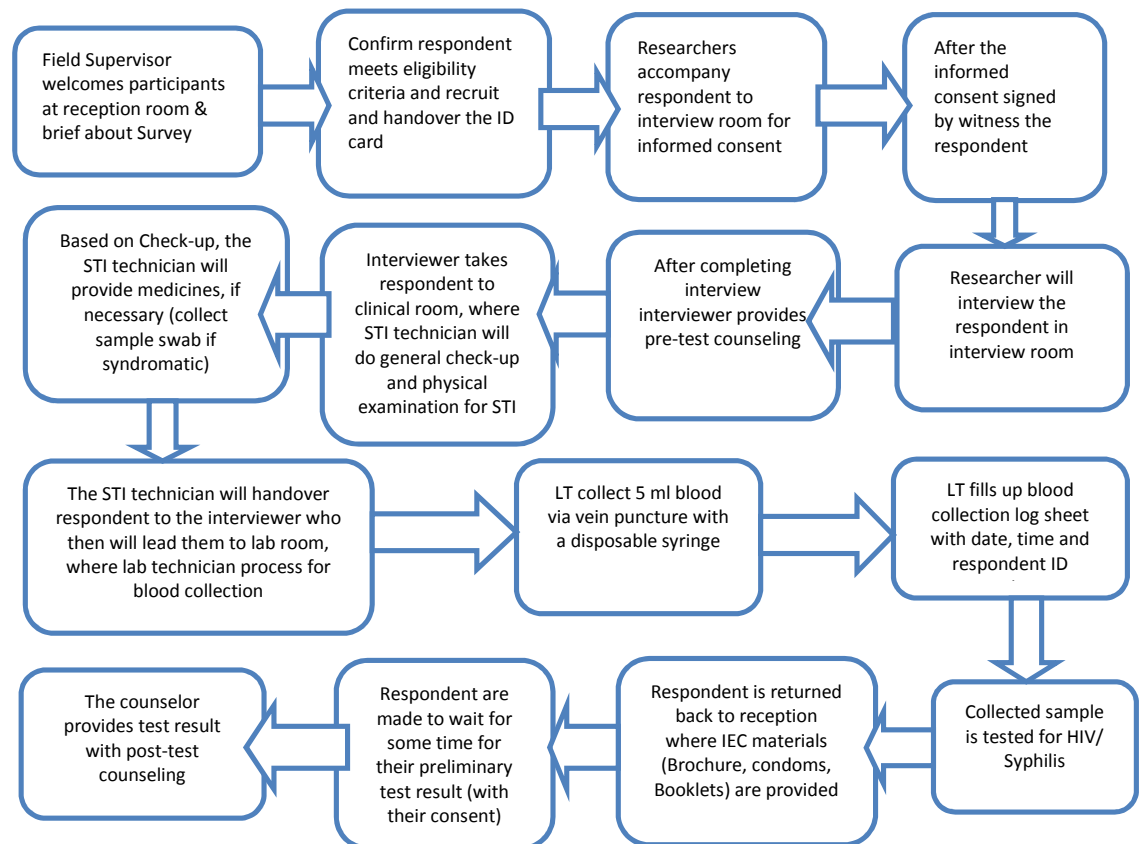 Field Supervisor
welcomes participants
at reception room &
brief about Survey
Confirm respondent
meets eligibility
criteria and recruit
and handover the ID
card
Researchers
accompany
respondent to
interview room for
informed consent
After the
informed
consent signed
by witness the
respondent
Researcher will
interview the
respondent in
interview room
After completing
interview
interviewer provides
pre-test counseling
Interviewer takes
respondent to
clinical room, where
STI technician will
do general check-up
and physical
examination for STI
Based on Check-up, the
STI technician will
provide medicines, if
necessary (collect
sample swab if
syndromatic)
The STI technician will handover
respondent to the interviewer who
then will lead them to lab room,
where lab technician process for
blood collection
LT collect 5 ml blood
via vein puncture with
a disposable syringe
LT fills up blood
collection log sheet
with date, time and
respondent ID
Collected sample
is tested for HIV/
Syphilis
Respondent is returned
back to reception
where IEC materials
(Brochure, condoms,
Booklets) are provided
Respondent are
made to wait for
some time for
their preliminary
test result (with
their consent)
The counselor
provides test result
with post-test
counseling